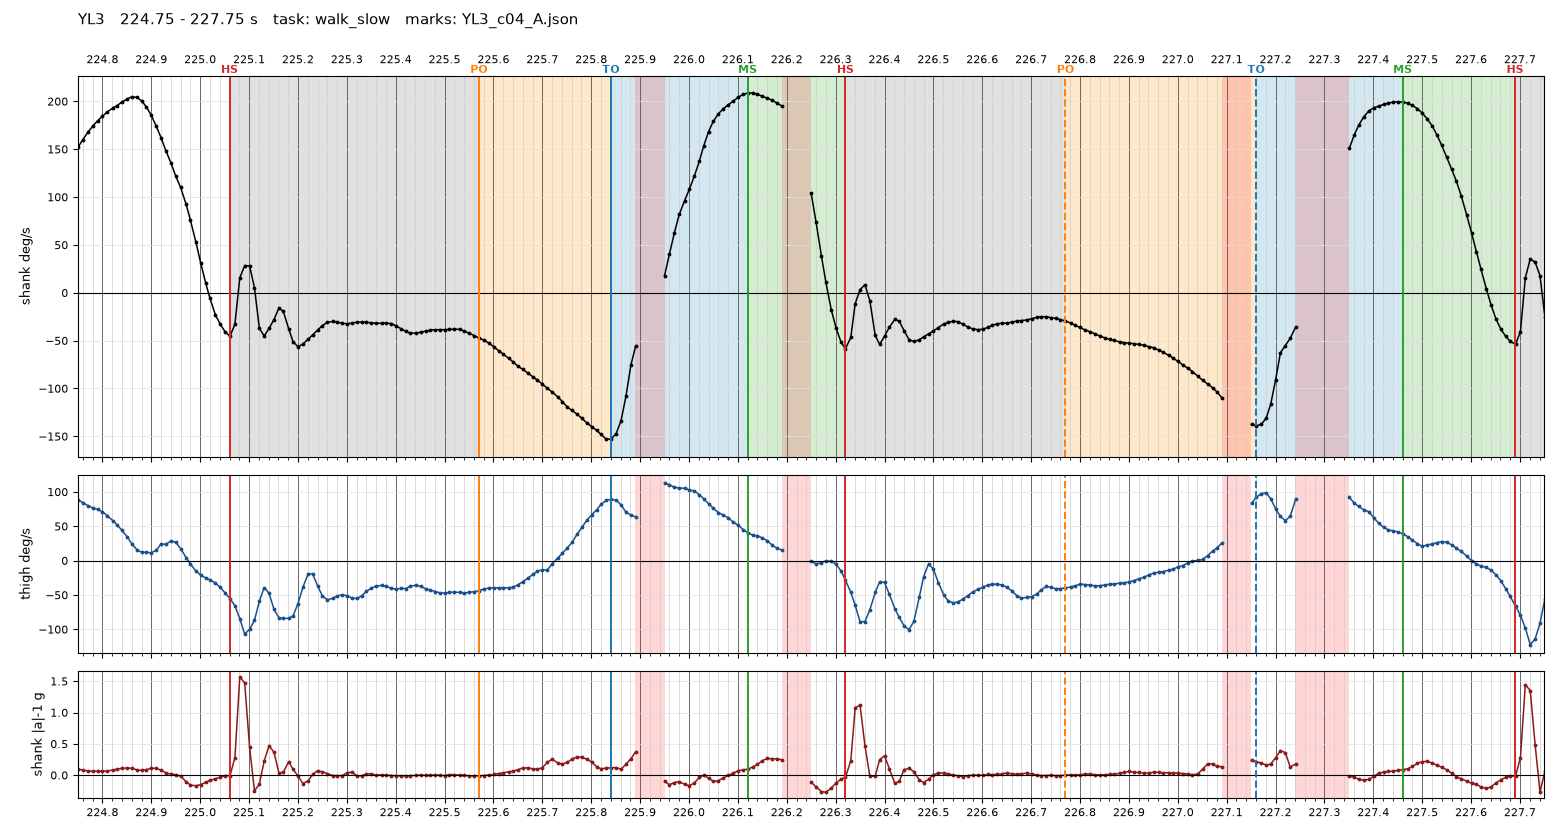 YL3   224.75 - 227.75 s   task: walk_slow   marks: YL3_c04_A.json
224.8 224.9 225.0 225.1 225.2 225.3 225.4 225.5 225.6 225.7 225.8 225.9 226.0 226.1 226.2 226.3 226.4 226.5 226.6 226.7 226.8 226.9 227.0 227.1 227.2 227.3 227.4 227.5 227.6 227.7
HS PO TO MS HS PO TO MS HS
shank deg/s
200
150
100
50
0
−50
−100
−150
thigh deg/s
100
50
0
−50
−100
shank |a|-1 g
1.5
1.0
0.5
0.0
224.8 224.9 225.0 225.1 225.2 225.3 225.4 225.5 225.6 225.7 225.8 225.9 226.0 226.1 226.2 226.3 226.4 226.5 226.6 226.7 226.8 226.9 227.0 227.1 227.2 227.3 227.4 227.5 227.6 227.7